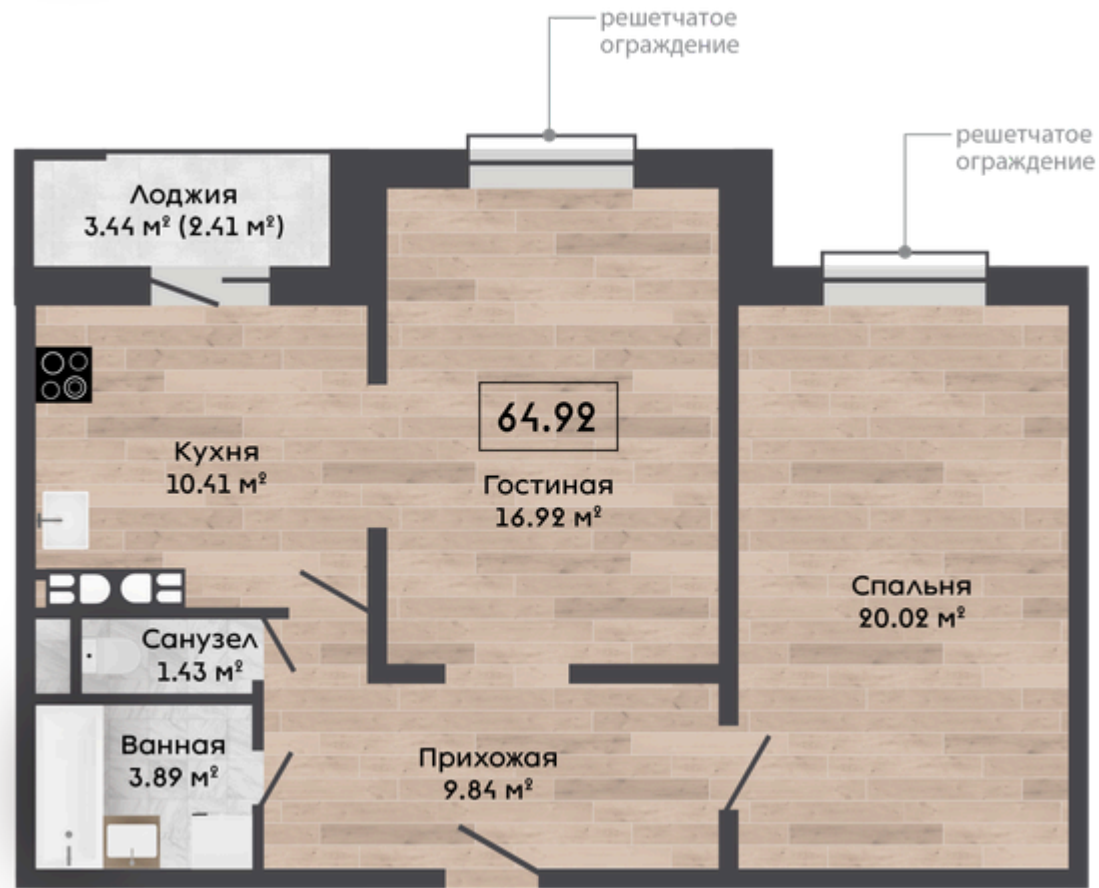 решетчатое
ограждение
решетчатое
ограждение
Лоджия
3.44 м² (2.41 м²)
64.92
Кухня
10.41 м²
Гостиная
16.92 м²
Спальня
20.02 м²
Санузел
1.43 м²
Ванная
3.89 м²
Прихожая
9.84 м²